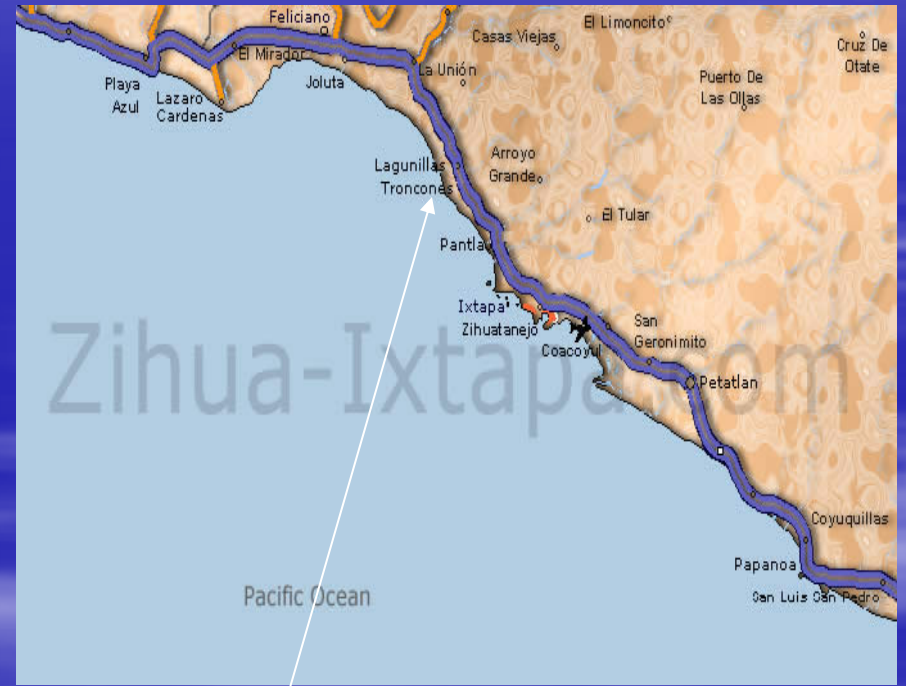 Feliciano
El Limoncito
Casas Viejas
Cruz De
Otate
El Mirador
La Unión
Playa
Azul
Lazaro
Cardenas
Joluta
Puerto De
Las Ollas
Lagunillas
Troncones
Arroyo
Grande
El Tular
Pantla
Ixtapa
Zihuatanejo
San
Geronimito
Coacoyul
Zihua-Ixtapa.com
Petatlan
Coyuquillas
Papanoa
San Luis San Pedro
Pacific Ocean